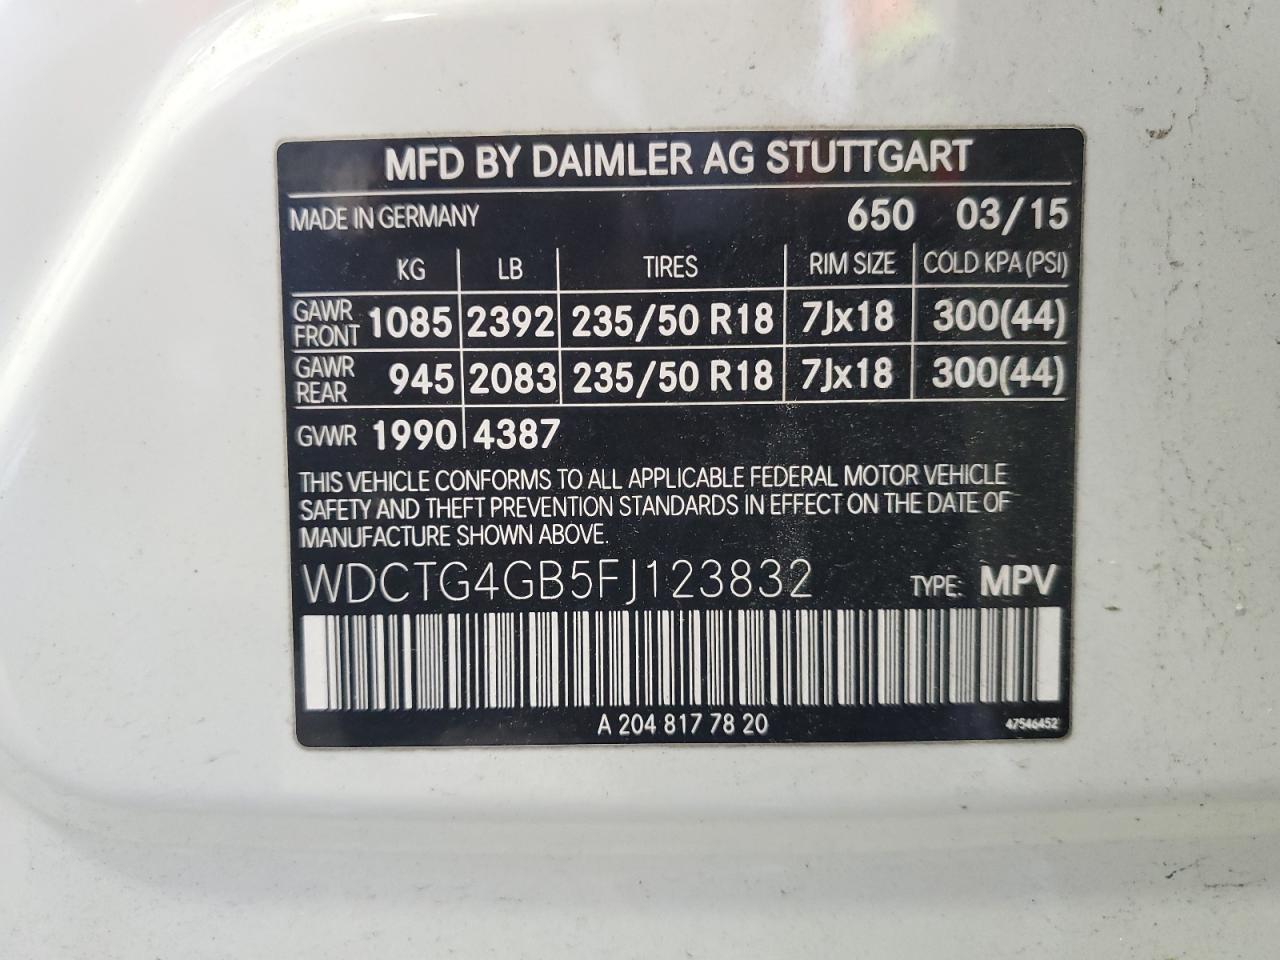 MFD BY DAIMLER AG STUTTGART
MADE IN GERMANY 650 03/15
KG LB TIRES RIM SIZE COLD KPA (PSI)
GAWR FRONT 1085 2392 235/50 R18 7Jx18 300(44)
GAWR REAR 945 2083 235/50 R18 7Jx18 300(44)
GVWR 1990 4387
THIS VEHICLE CONFORMS TO ALL APPLICABLE FEDERAL MOTOR VEHICLE
SAFETY AND THEFT PREVENTION STANDARDS IN EFFECT ON THE DATE OF
MANUFACTURE SHOWN ABOVE.
WDCTG4GB5FJ123832 TYPE: MPV
A 204 817 78 20 47546452